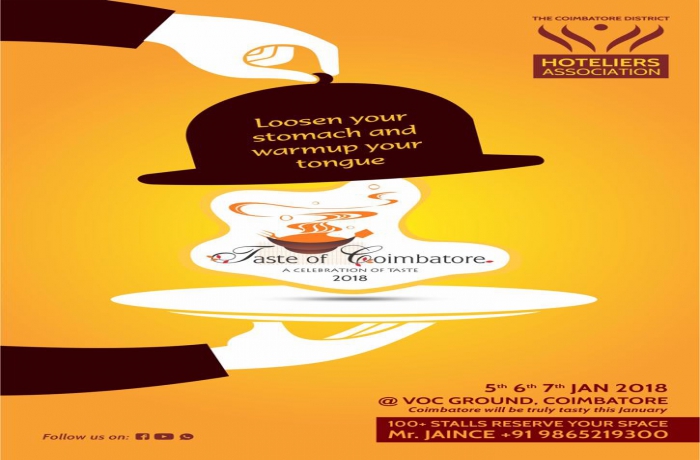 THE COIMBATORE DISTRICT
HOTELIERS
ASSOCIATION
Loosen your
stomach and
warmup your
tongue
Taste of Coimbatore
A CELEBRATION OF TASTE
2018
5th 6th 7th JAN 2018
@ VOC GROUND, COIMBATORE
Coimbatore will be truly tasty this January
100+ STALLS RESERVE YOUR SPACE
Mr. JAINCE +91 9865219300
Follow us on: